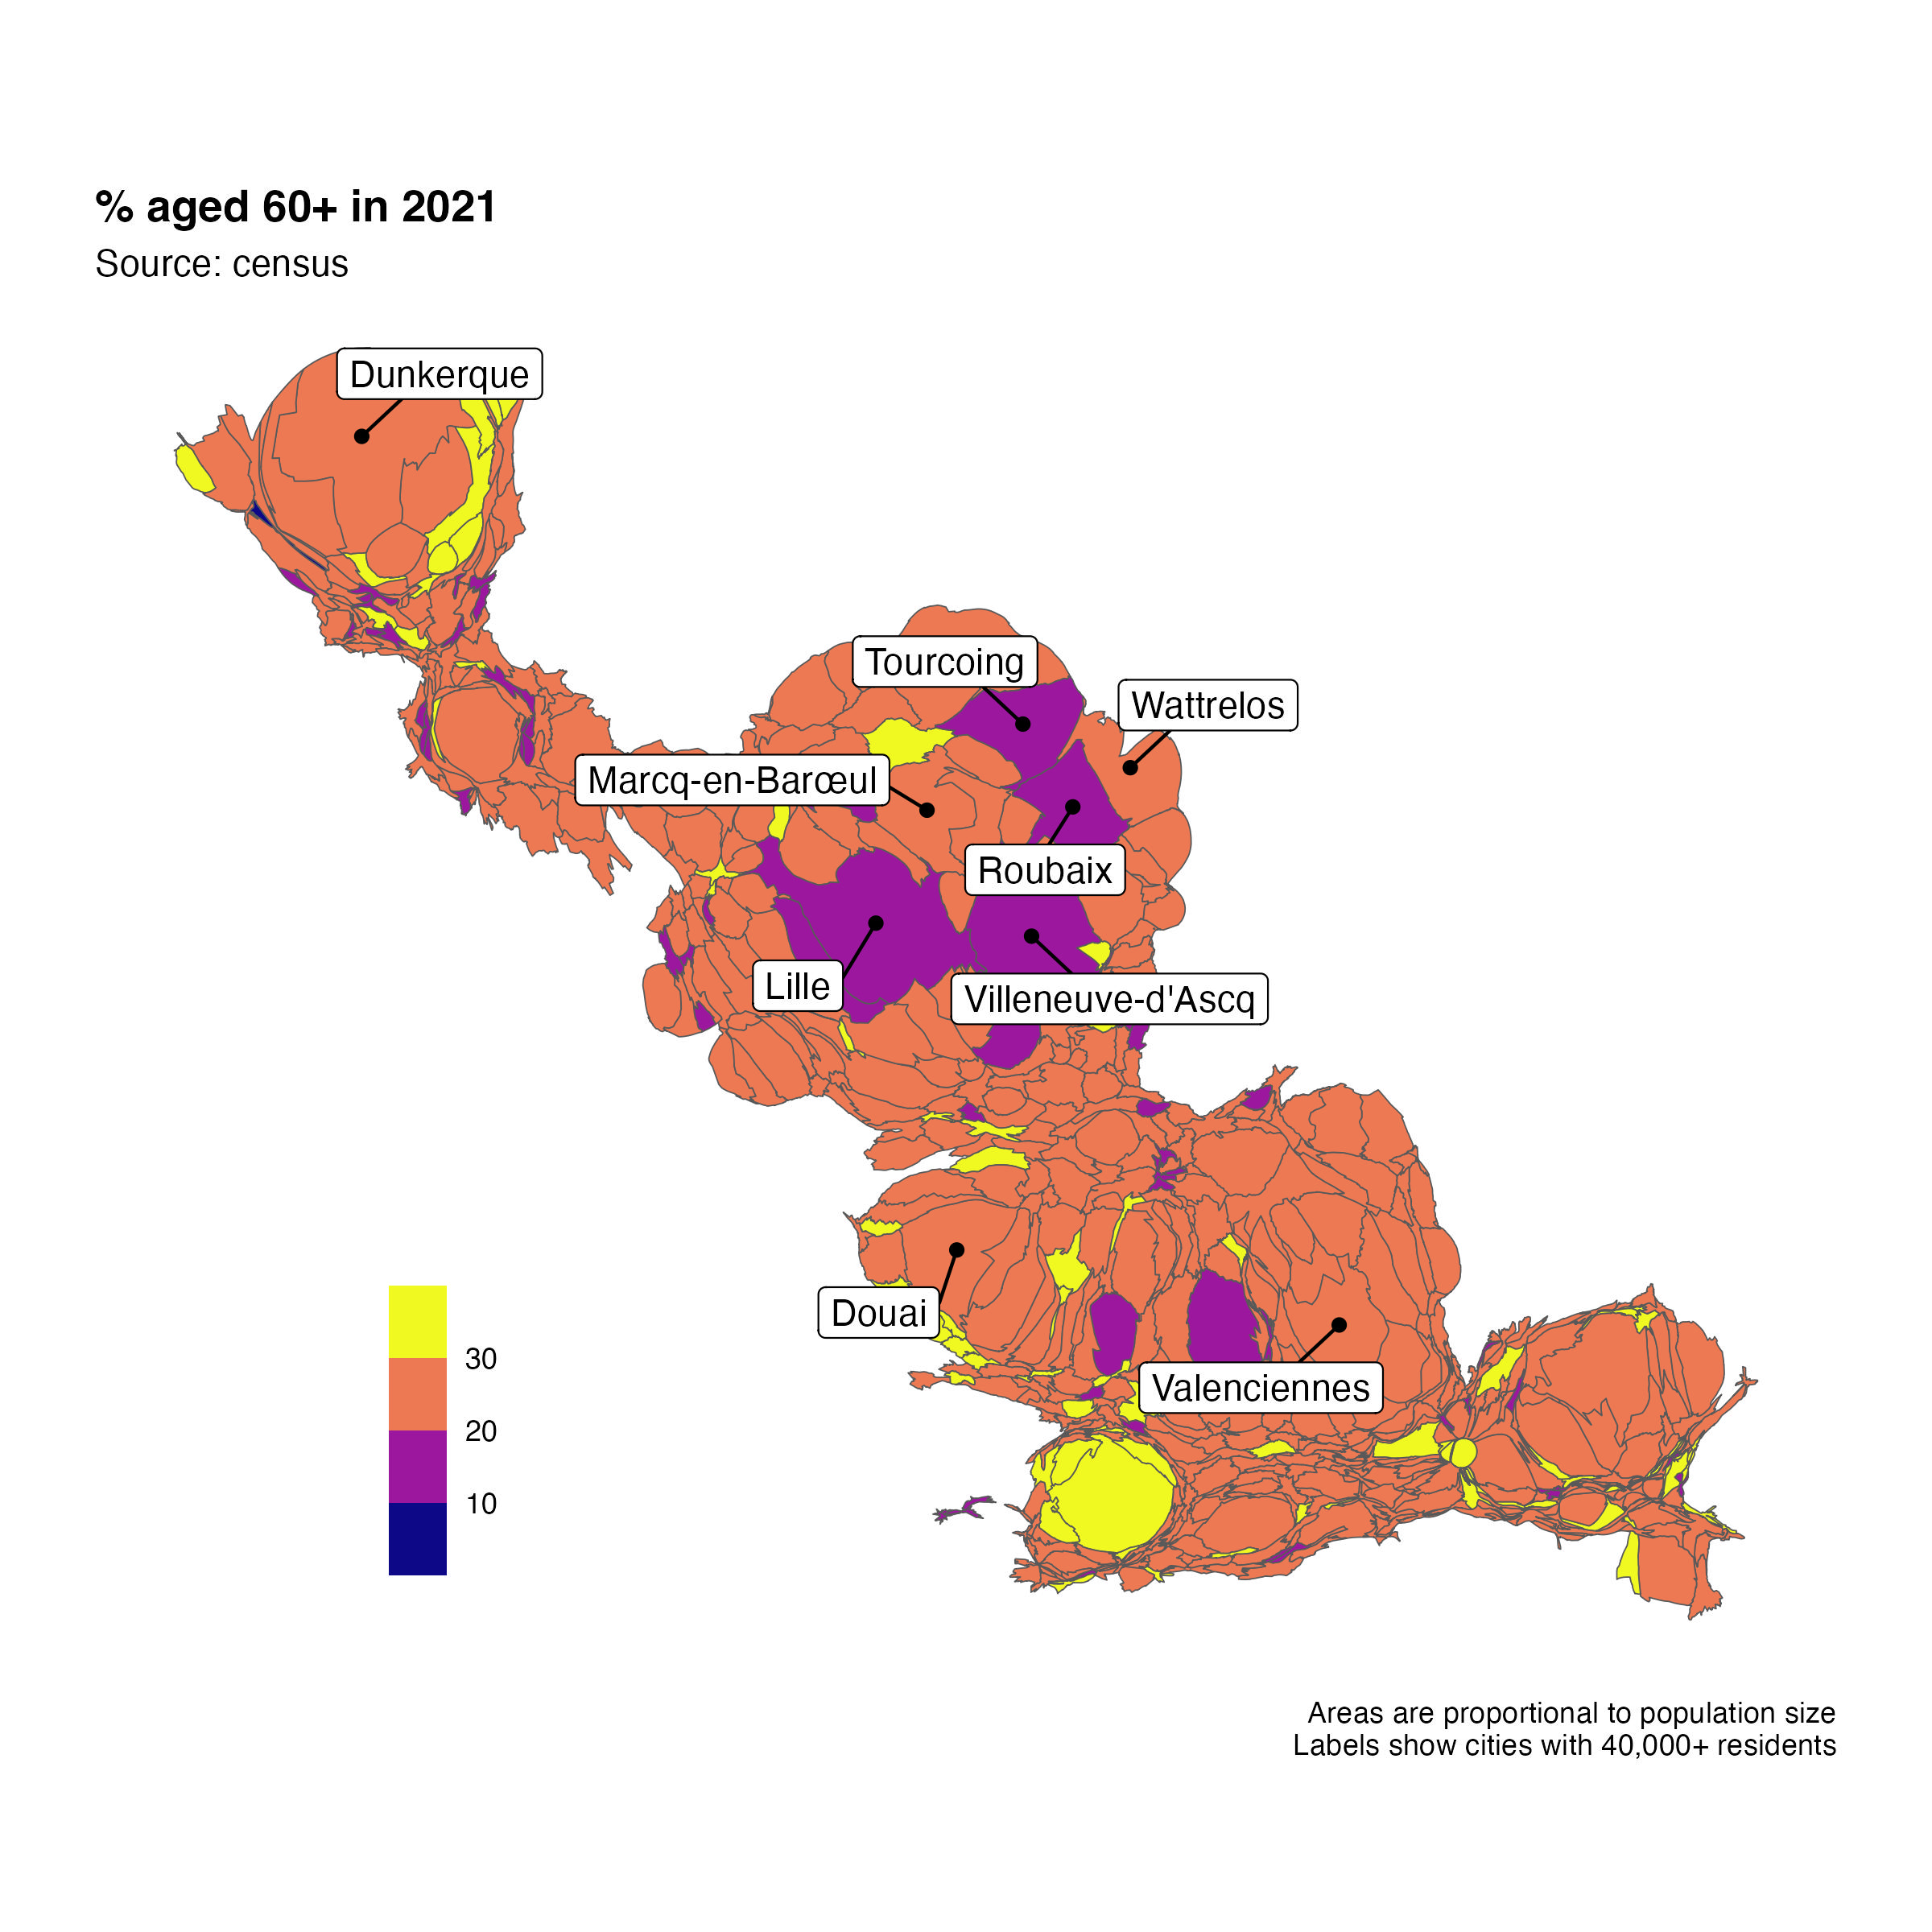 % aged 60+ in 2021
Source: census
Dunkerque
Tourcoing
Wattrelos
Marcq-en-Barœul
Roubaix
Lille
Villeneuve-d'Ascq
Douai
Valenciennes
30
20
10
Areas are proportional to population size
Labels show cities with 40,000+ residents